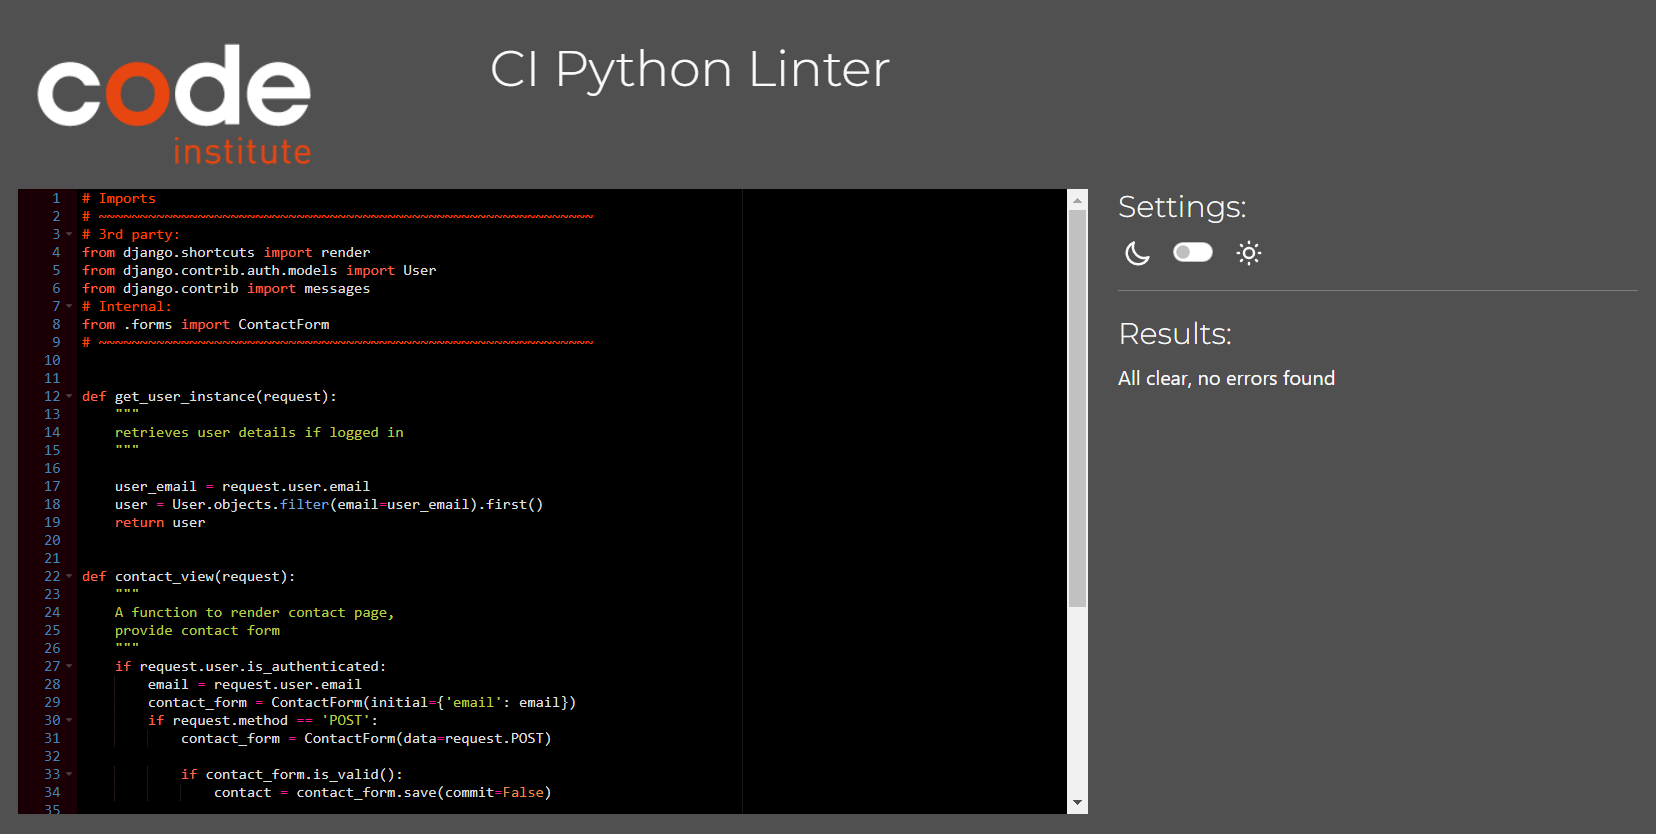 code
institute
CI Python Linter
1 # Imports
2 # ~~~~~~~~~~~~~~~~~~~~~~~~~~~~~~~~~~~~~~~~~~~~~~~~~~~~~~~~~~~~
3 # 3rd party:
4 from django.shortcuts import render
5 from django.contrib.auth.models import User
6 from django.contrib import messages
7 # Internal:
8 from .forms import ContactForm
9 # ~~~~~~~~~~~~~~~~~~~~~~~~~~~~~~~~~~~~~~~~~~~~~~~~~~~~~~~~~~~~
10
11
12 def get_user_instance(request):
13     """
14     retrieves user details if logged in
15     """
16
17     user_email = request.user.email
18     user = User.objects.filter(email=user_email).first()
19     return user
20
21
22 def contact_view(request):
23     """
24     A function to render contact page,
25     provide contact form
26     """
27     if request.user.is_authenticated:
28         email = request.user.email
29         contact_form = ContactForm(initial={'email': email})
30         if request.method == 'POST':
31             contact_form = ContactForm(data=request.POST)
32
33             if contact_form.is_valid():
34                 contact = contact_form.save(commit=False)
35
Settings:
Results:
All clear, no errors found